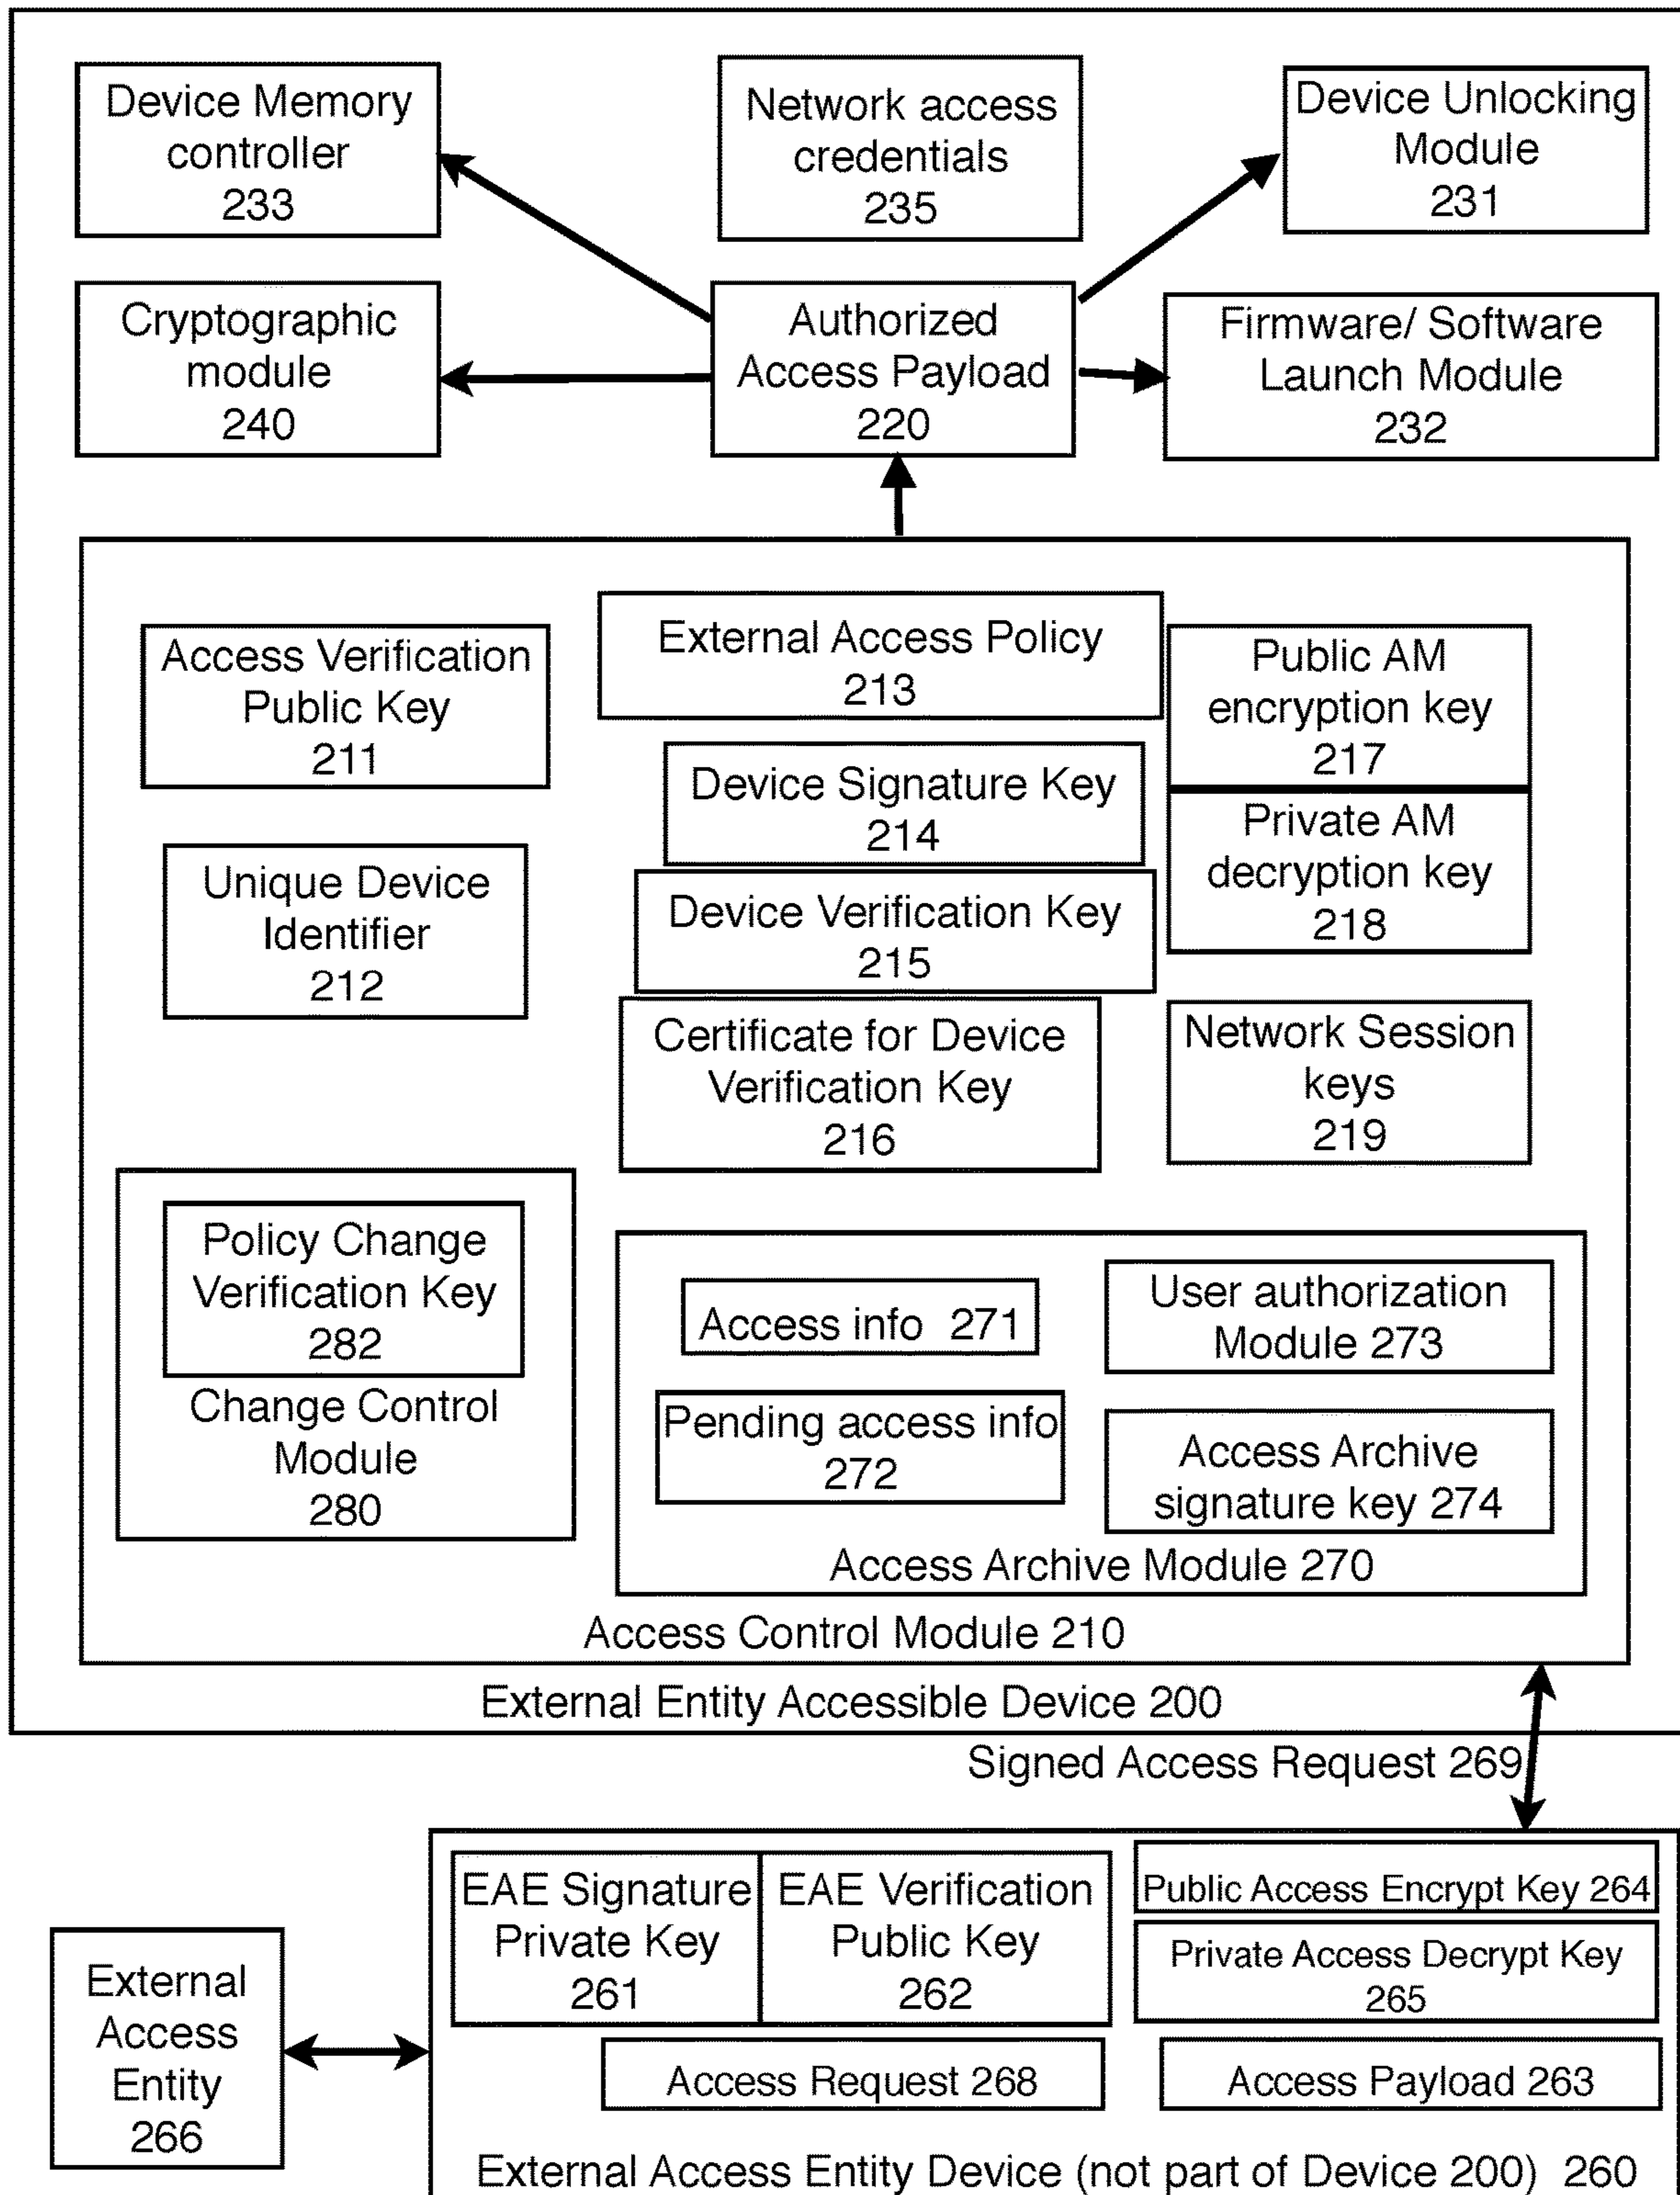 Device Memory
controller
233
Network access
credentials
235
Device Unlocking
Module
231
Cryptographic
module
240
Authorized
Access Payload
220
Firmware/ Software
Launch Module
232
Access Verification
Public Key
211
External Access Policy
213
Public AM
encryption key
217
Device Signature Key
214
Private AM
decryption key
218
Unique Device
Identifier
212
Device Verification Key
215
Certificate for Device
Verification Key
216
Network Session
keys
219
Policy Change
Verification Key
282
Change Control
Module
280
Access info 271
User authorization
Module 273
Pending access info
272
Access Archive
signature key 274
Access Archive Module 270
Access Control Module 210
External Entity Accessible Device 200
Signed Access Request 269
EAE Signature
Private Key
261
EAE Verification
Public Key
262
Public Access Encrypt Key 264
Private Access Decrypt Key
265
External
Access
Entity
266
Access Request 268
Access Payload 263
External Access Entity Device (not part of Device 200) 260